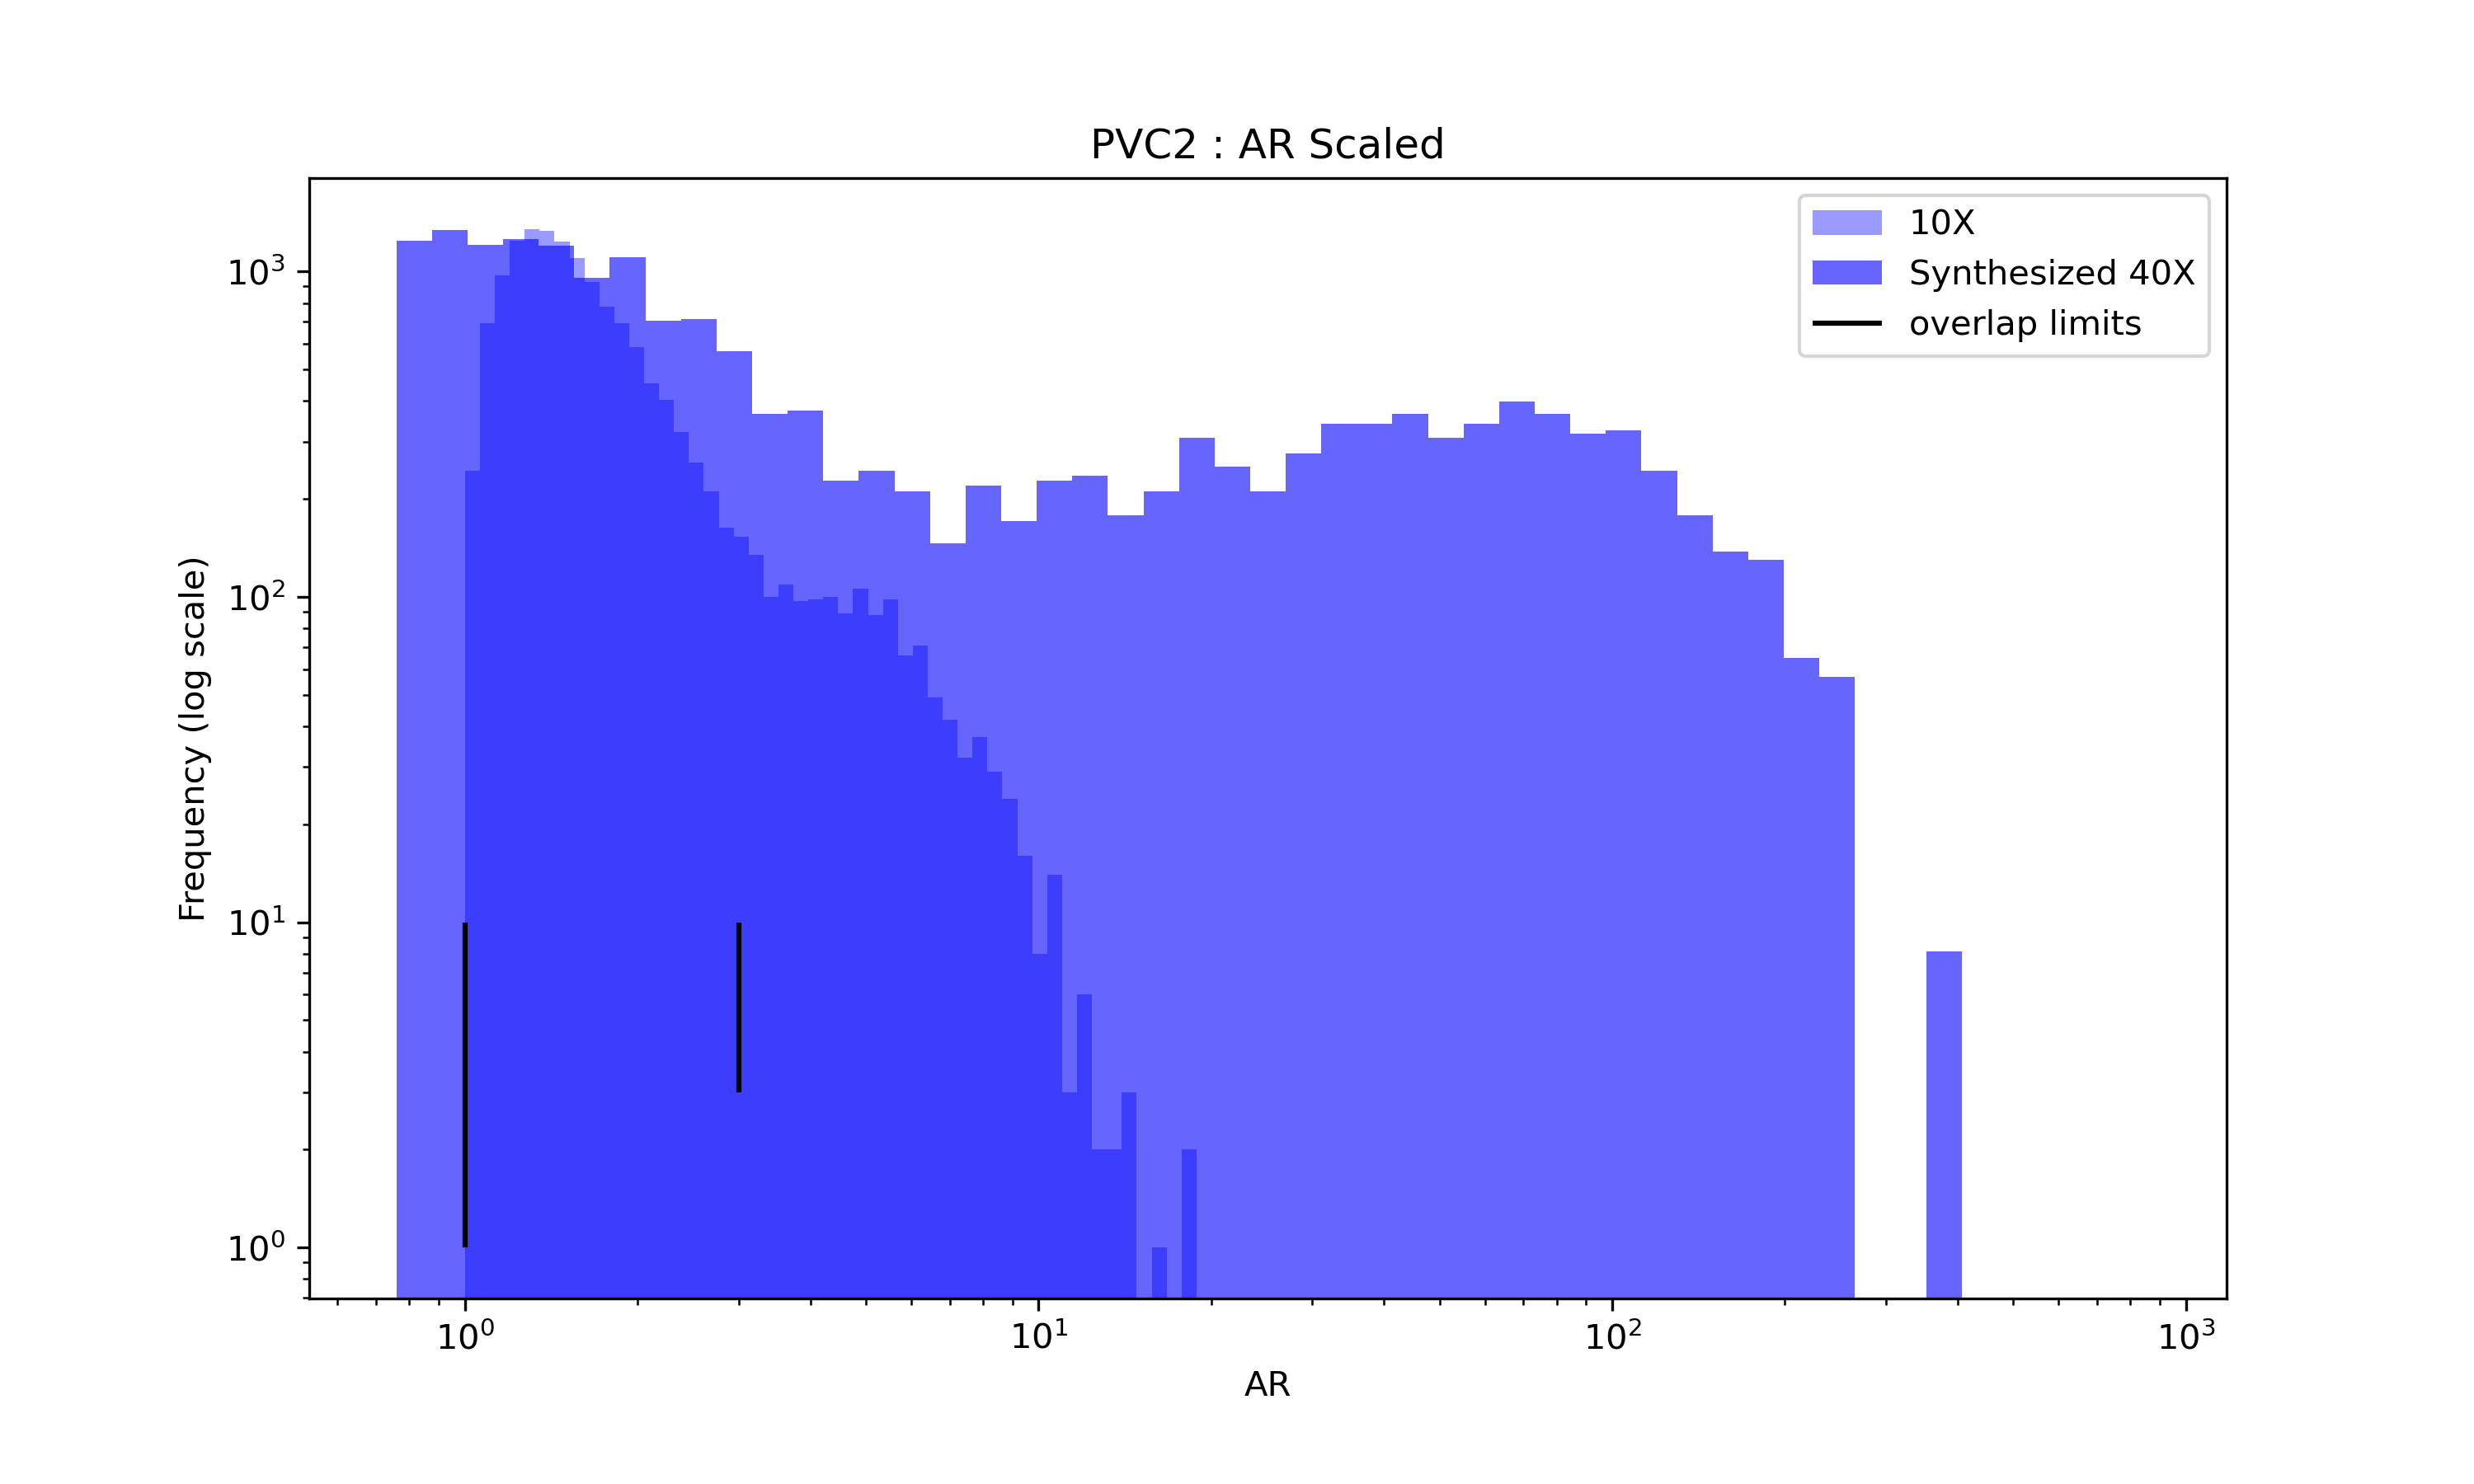 PVC2 : AR Scaled
10X
Synthesized 40X
overlap limits
Frequency (log scale)
10³
10²
10¹
10⁰
10⁰ 10¹ 10² 10³
AR